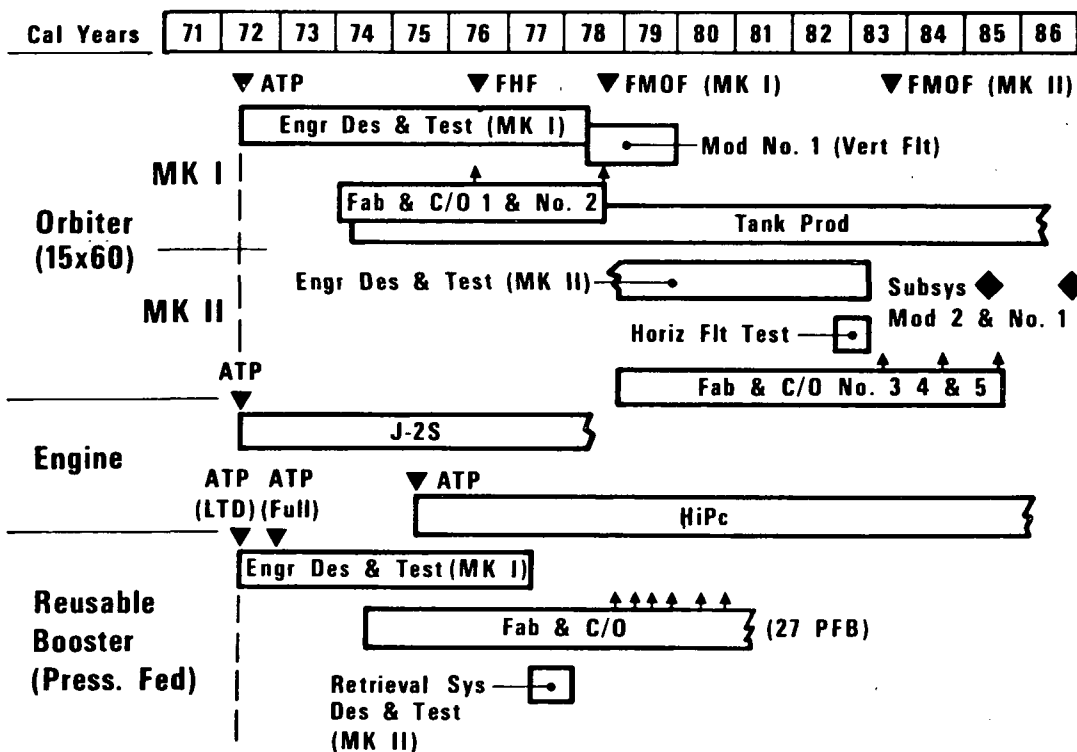 Cal Years 71 72 73 74 75 76 77 78 79 80 81 82 83 84 85 86
ATP FHF FMOF (MK I) FMOF (MK II)
Engr Des & Test (MK I)
Mod No. 1 (Vert Flt)
MK I
Fab & C/O 1 & No. 2
Tank Prod
Orbiter
(15x60)
Engr Des & Test (MK II)
Subsys
Mod 2 & No. 1
MK II
Horiz Flt Test
Fab & C/O No. 3 4 & 5
ATP
J-2S
Engine
ATP
HiPc
ATP ATP
(LTD) (Full)
Engr Des & Test (MK I)
Reusable
Booster
(Press. Fed)
Fab & C/O
(27 PFB)
Retrieval Sys
Des & Test
(MK II)